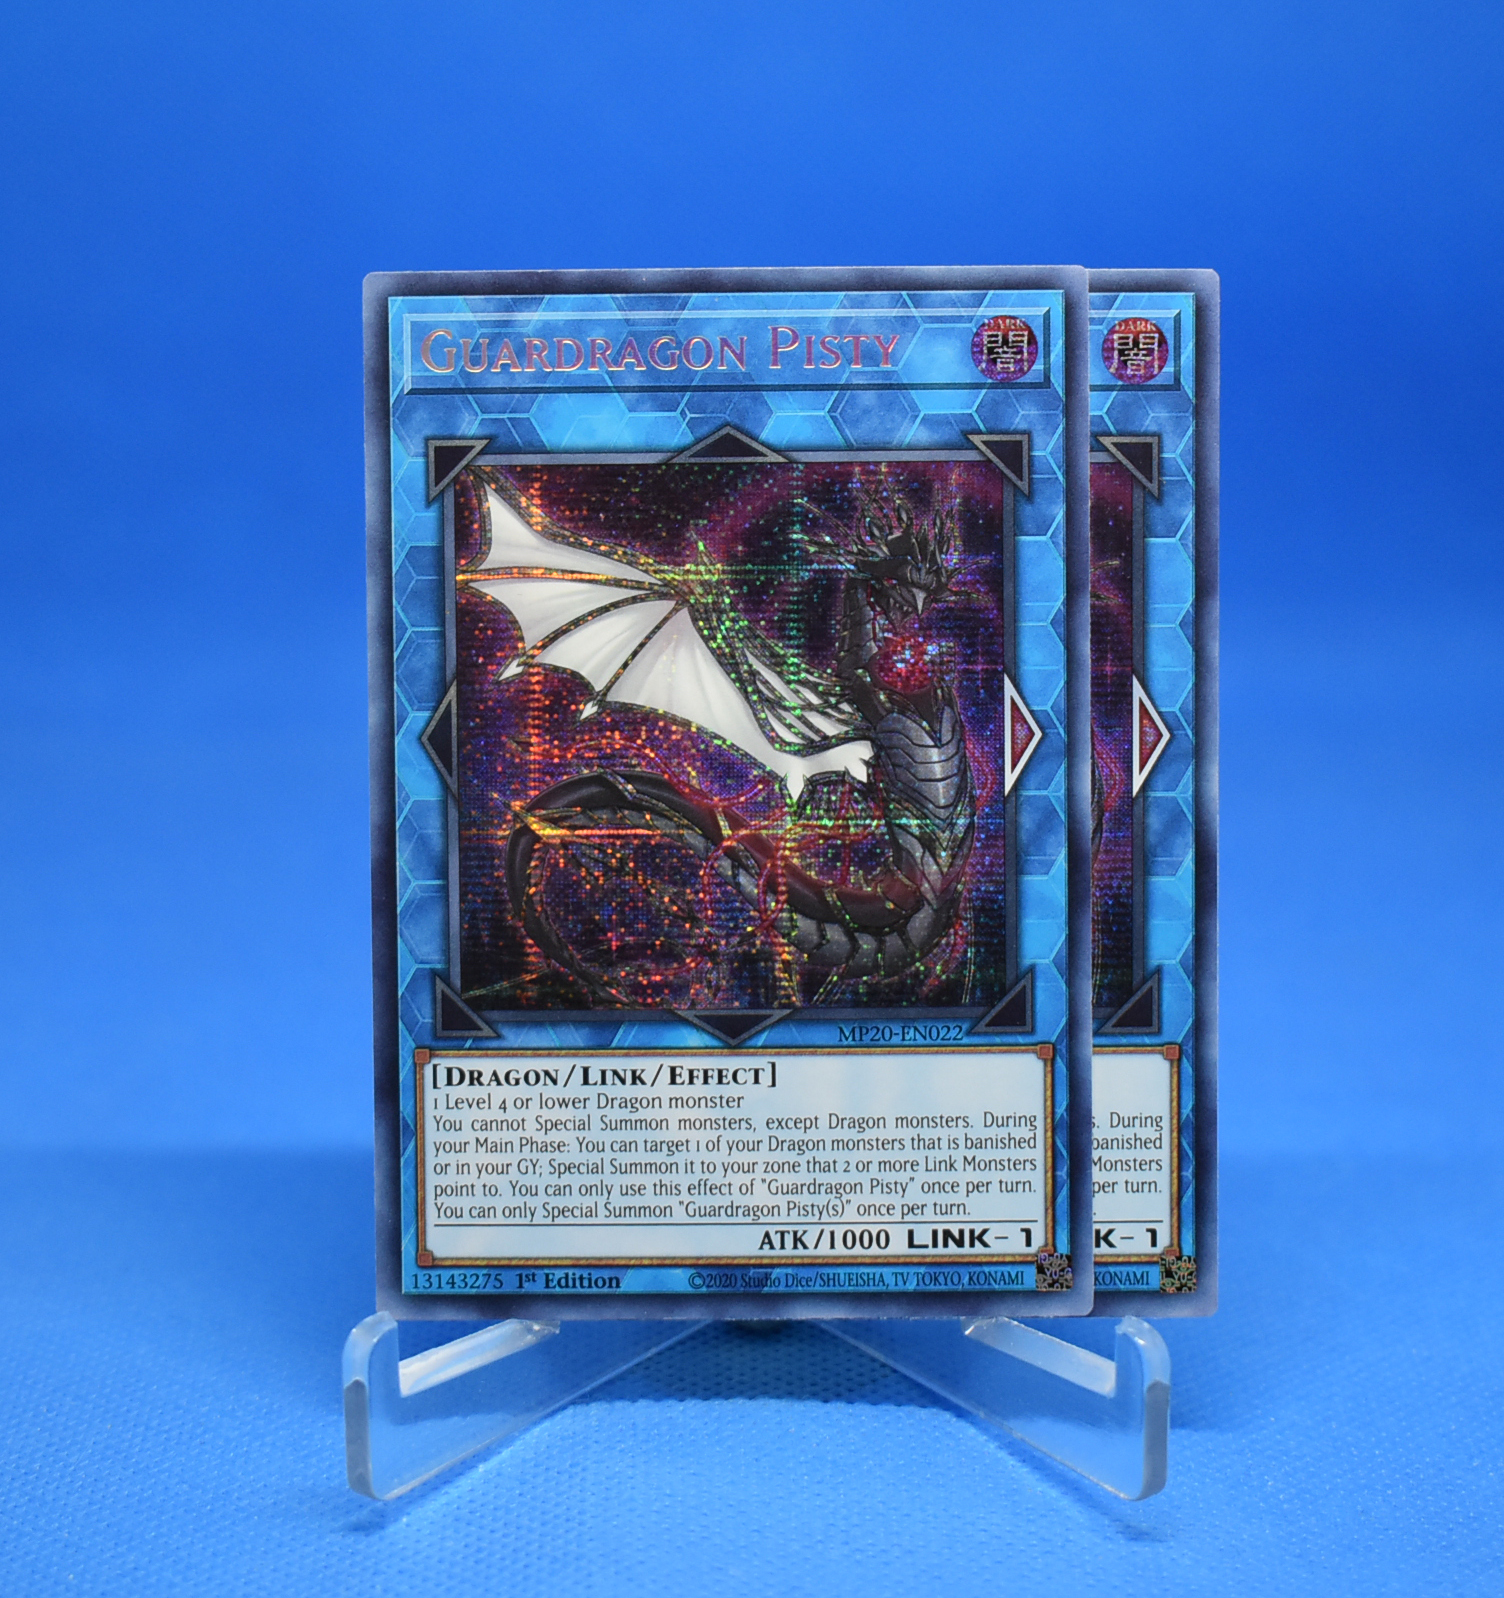 GUARDRAGON PISTY
DARK
闇
DARK
闇
MP20-EN022
[DRAGON/LINK/EFFECT]
1 Level 4 or lower Dragon monster
You cannot Special Summon monsters, except Dragon monsters. During
your Main Phase: You can target 1 of your Dragon monsters that is banished
or in your GY; Special Summon it to your zone that 2 or more Link Monsters
point to. You can only use this effect of "Guardragon Pisty" once per turn.
You can only Special Summon "Guardragon Pisty(s)" once per turn.
ATK/1000 LINK-1
13143275 1st Edition ©2020 Studio Dice/SHUEISHA, TV TOKYO, KONAMI
s. During
banished
Monsters
per turn.
K-1
KONAMI